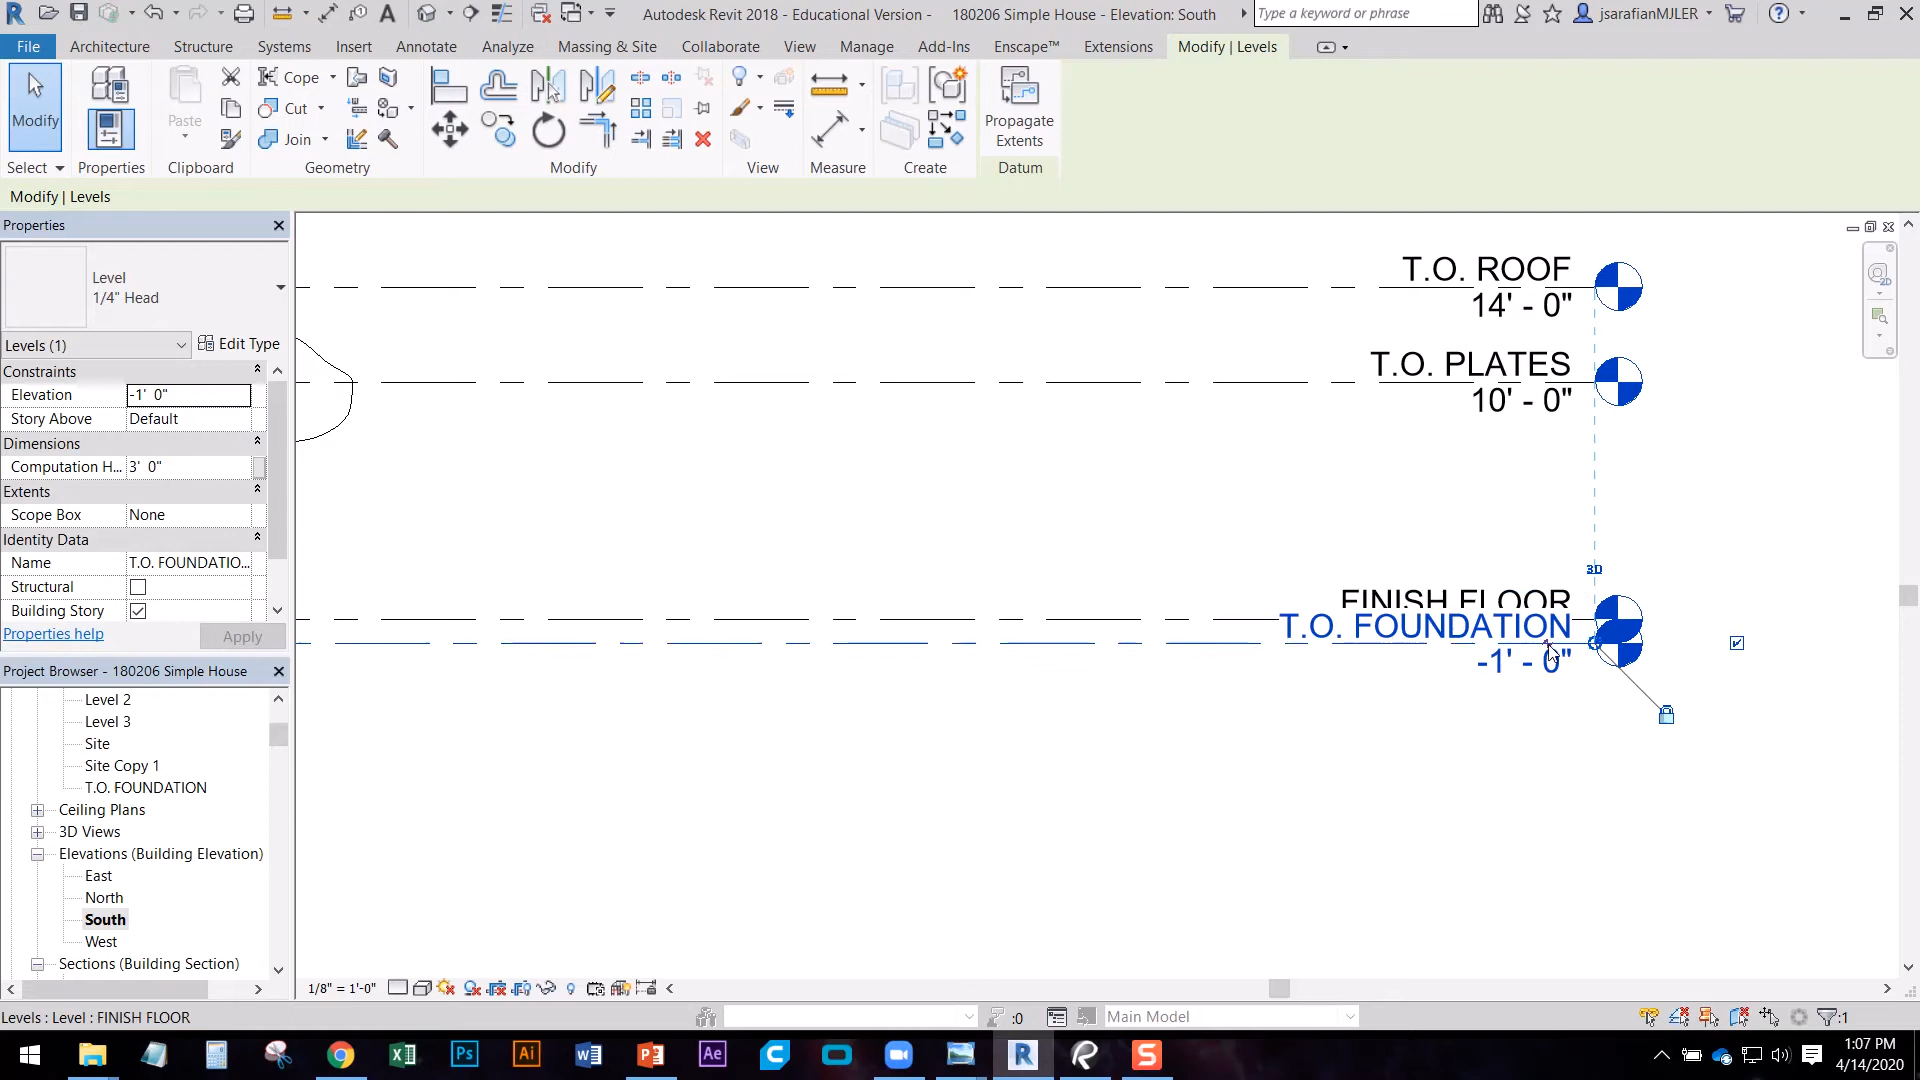 Autodesk Revit 2018 - Educational Version - 180206 Simple House - Elevation: South
Type a keyword or phrase
jsarafianMJLER
File Architecture Structure Systems Insert Annotate Analyze Massing & Site Collaborate View Manage Add-Ins Enscape™ Extensions Modify | Levels
Modify
Paste
Cope
Cut
Join
Propagate
Extents
Select Properties Clipboard Geometry Modify View Measure Create Datum
Modify | Levels
Properties
Level
1/4" Head
Levels (1)
Edit Type
Constraints
Elevation -1' 0"
Story Above Default
Dimensions
Computation H... 3' 0"
Extents
Scope Box None
Identity Data
Name T.O. FOUNDATIO...
Structural
Building Story
Properties help
Apply
Project Browser - 180206 Simple House
Level 2
Level 3
Site
Site Copy 1
T.O. FOUNDATION
Ceiling Plans
3D Views
Elevations (Building Elevation)
East
North
South
West
Sections (Building Section)
T.O. ROOF
14' - 0"
T.O. PLATES
10' - 0"
3D
FINISH FLOOR
T.O. FOUNDATION
-1' - 0"
2D
1/8" = 1'-0"
Levels : Level : FINISH FLOOR
:0
Main Model
:1
Ps
Ai
Ae
R
S
1:07 PM
4/14/2020